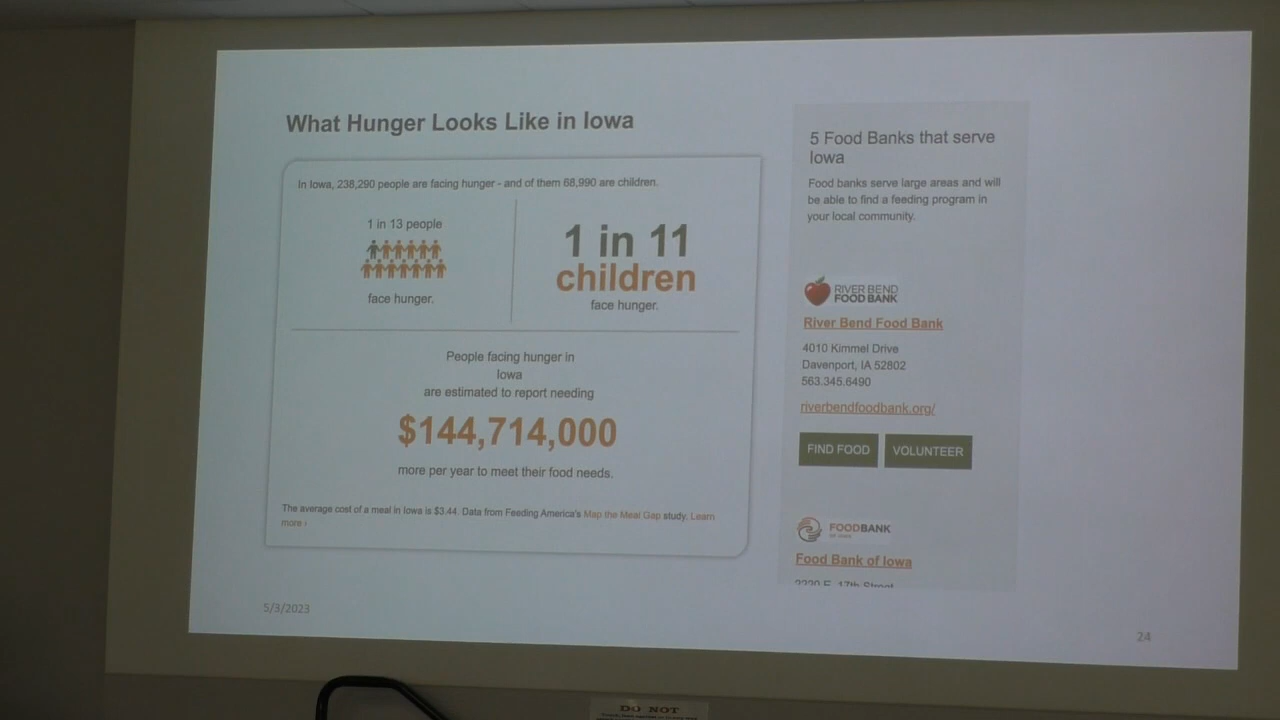 What Hunger Looks Like in Iowa
In Iowa, 238,290 people are facing hunger - and of them 68,990 are children.
1 in 13 people
face hunger.
1 in 11
children
face hunger.
People facing hunger in
Iowa
are estimated to report needing
$144,714,000
more per year to meet their food needs.
The average cost of a meal in Iowa is $3.44. Data from Feeding America's Map the Meal Gap study. Learn
more ›
5/3/2023
5 Food Banks that serve
Iowa
Food banks serve large areas and will
be able to find a feeding program in
your local community.
RIVER BEND
FOOD BANK
River Bend Food Bank
4010 Kimmel Drive
Davenport, IA 52802
563.345.6490
riverbendfoodbank.org/
FIND FOOD
VOLUNTEER
FOODBANK
OF IOWA
Food Bank of Iowa
2220 E. 17th Street
24
DO NOT